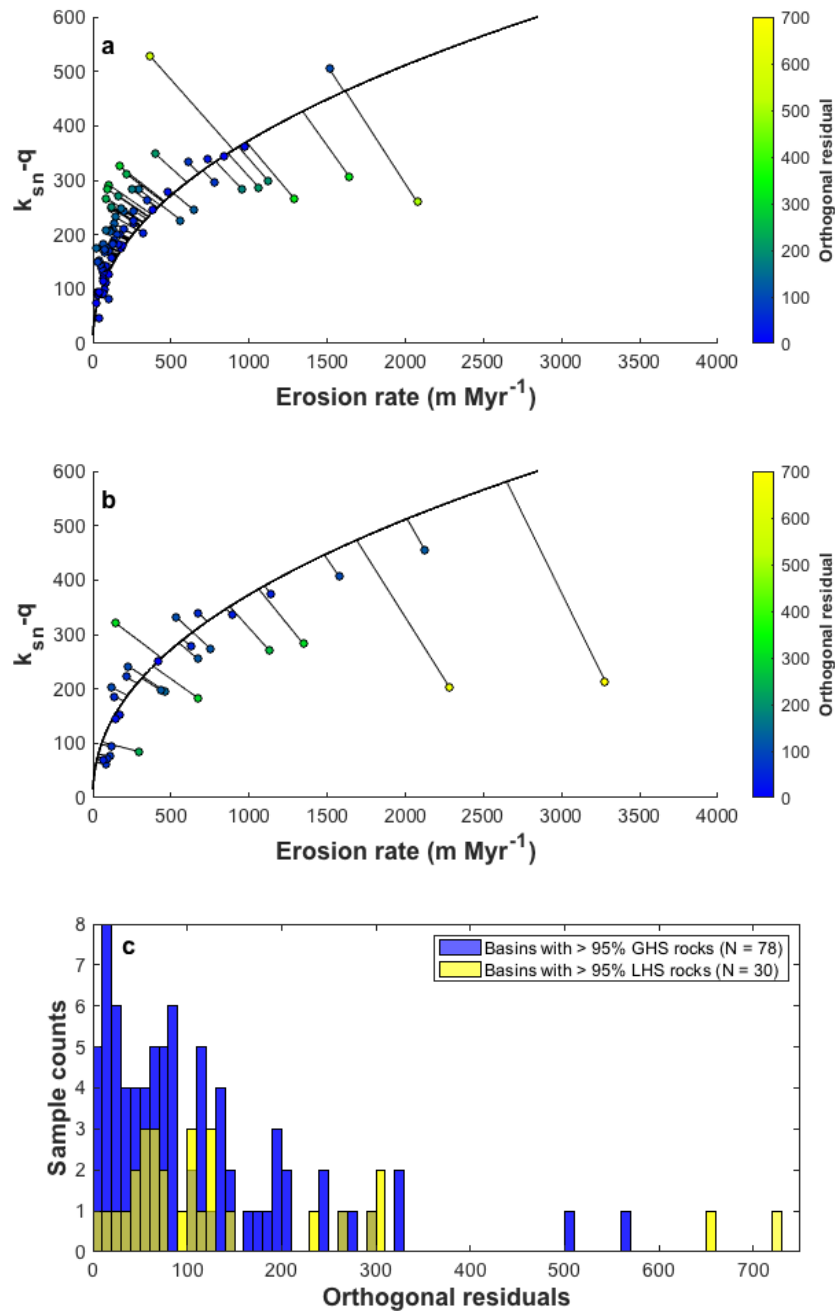 a
600
500
400
300
200
100
0
k_sn-q
0 500 1000 1500 2000 2500 3000 3500 4000
Erosion rate (m Myr⁻¹)
700
600
500
400
300
200
100
0
Orthogonal residual
b
600
500
400
300
200
100
0
k_sn-q
0 500 1000 1500 2000 2500 3000 3500 4000
Erosion rate (m Myr⁻¹)
700
600
500
400
300
200
100
0
Orthogonal residual
c
8
7
6
5
4
3
2
1
0
Sample counts
Basins with > 95% GHS rocks (N = 78)
Basins with > 95% LHS rocks (N = 30)
0 100 200 300 400 500 600 700
Orthogonal residuals